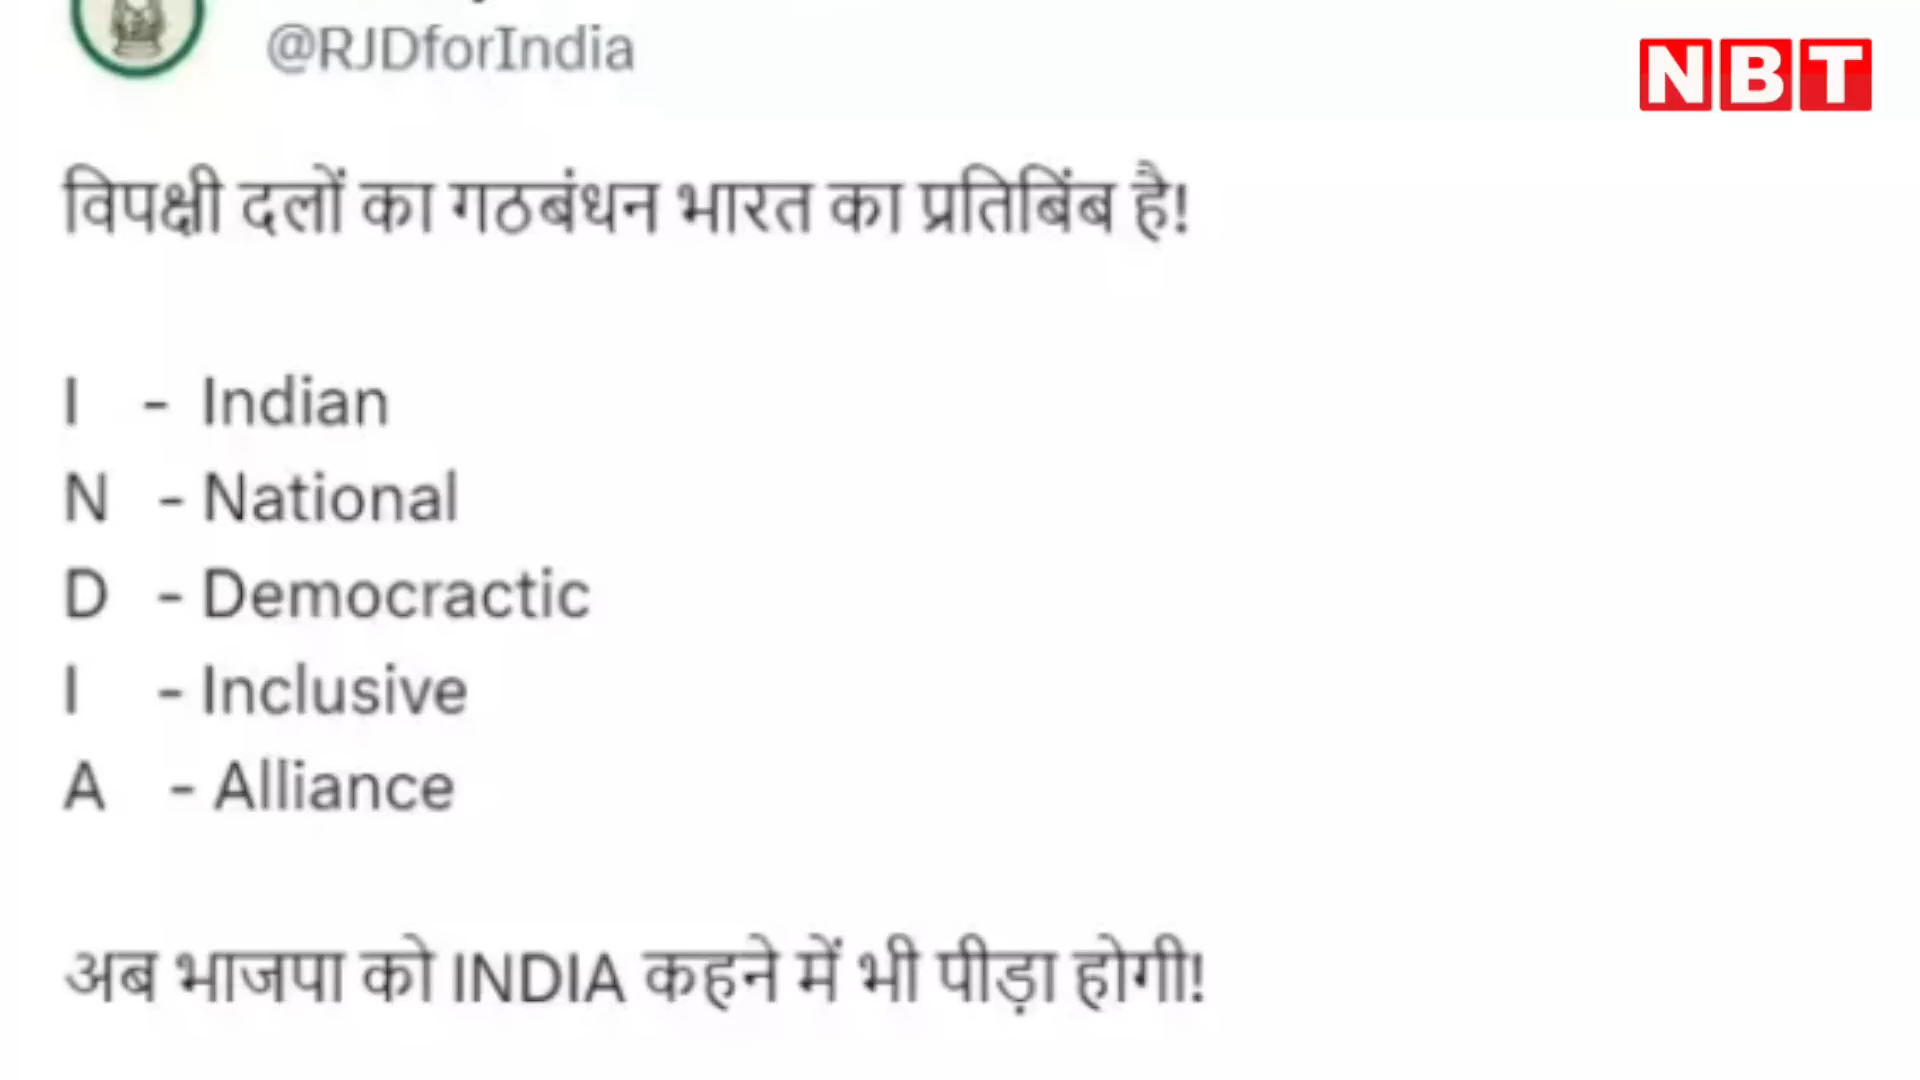 @RJDforIndia
NBT
विपक्षी दलों का गठबंधन भारत का प्रतिबिंब है!
I - Indian
N - National
D - Democractic
I - Inclusive
A - Alliance
अब भाजपा को INDIA कहने में भी पीड़ा होगी!